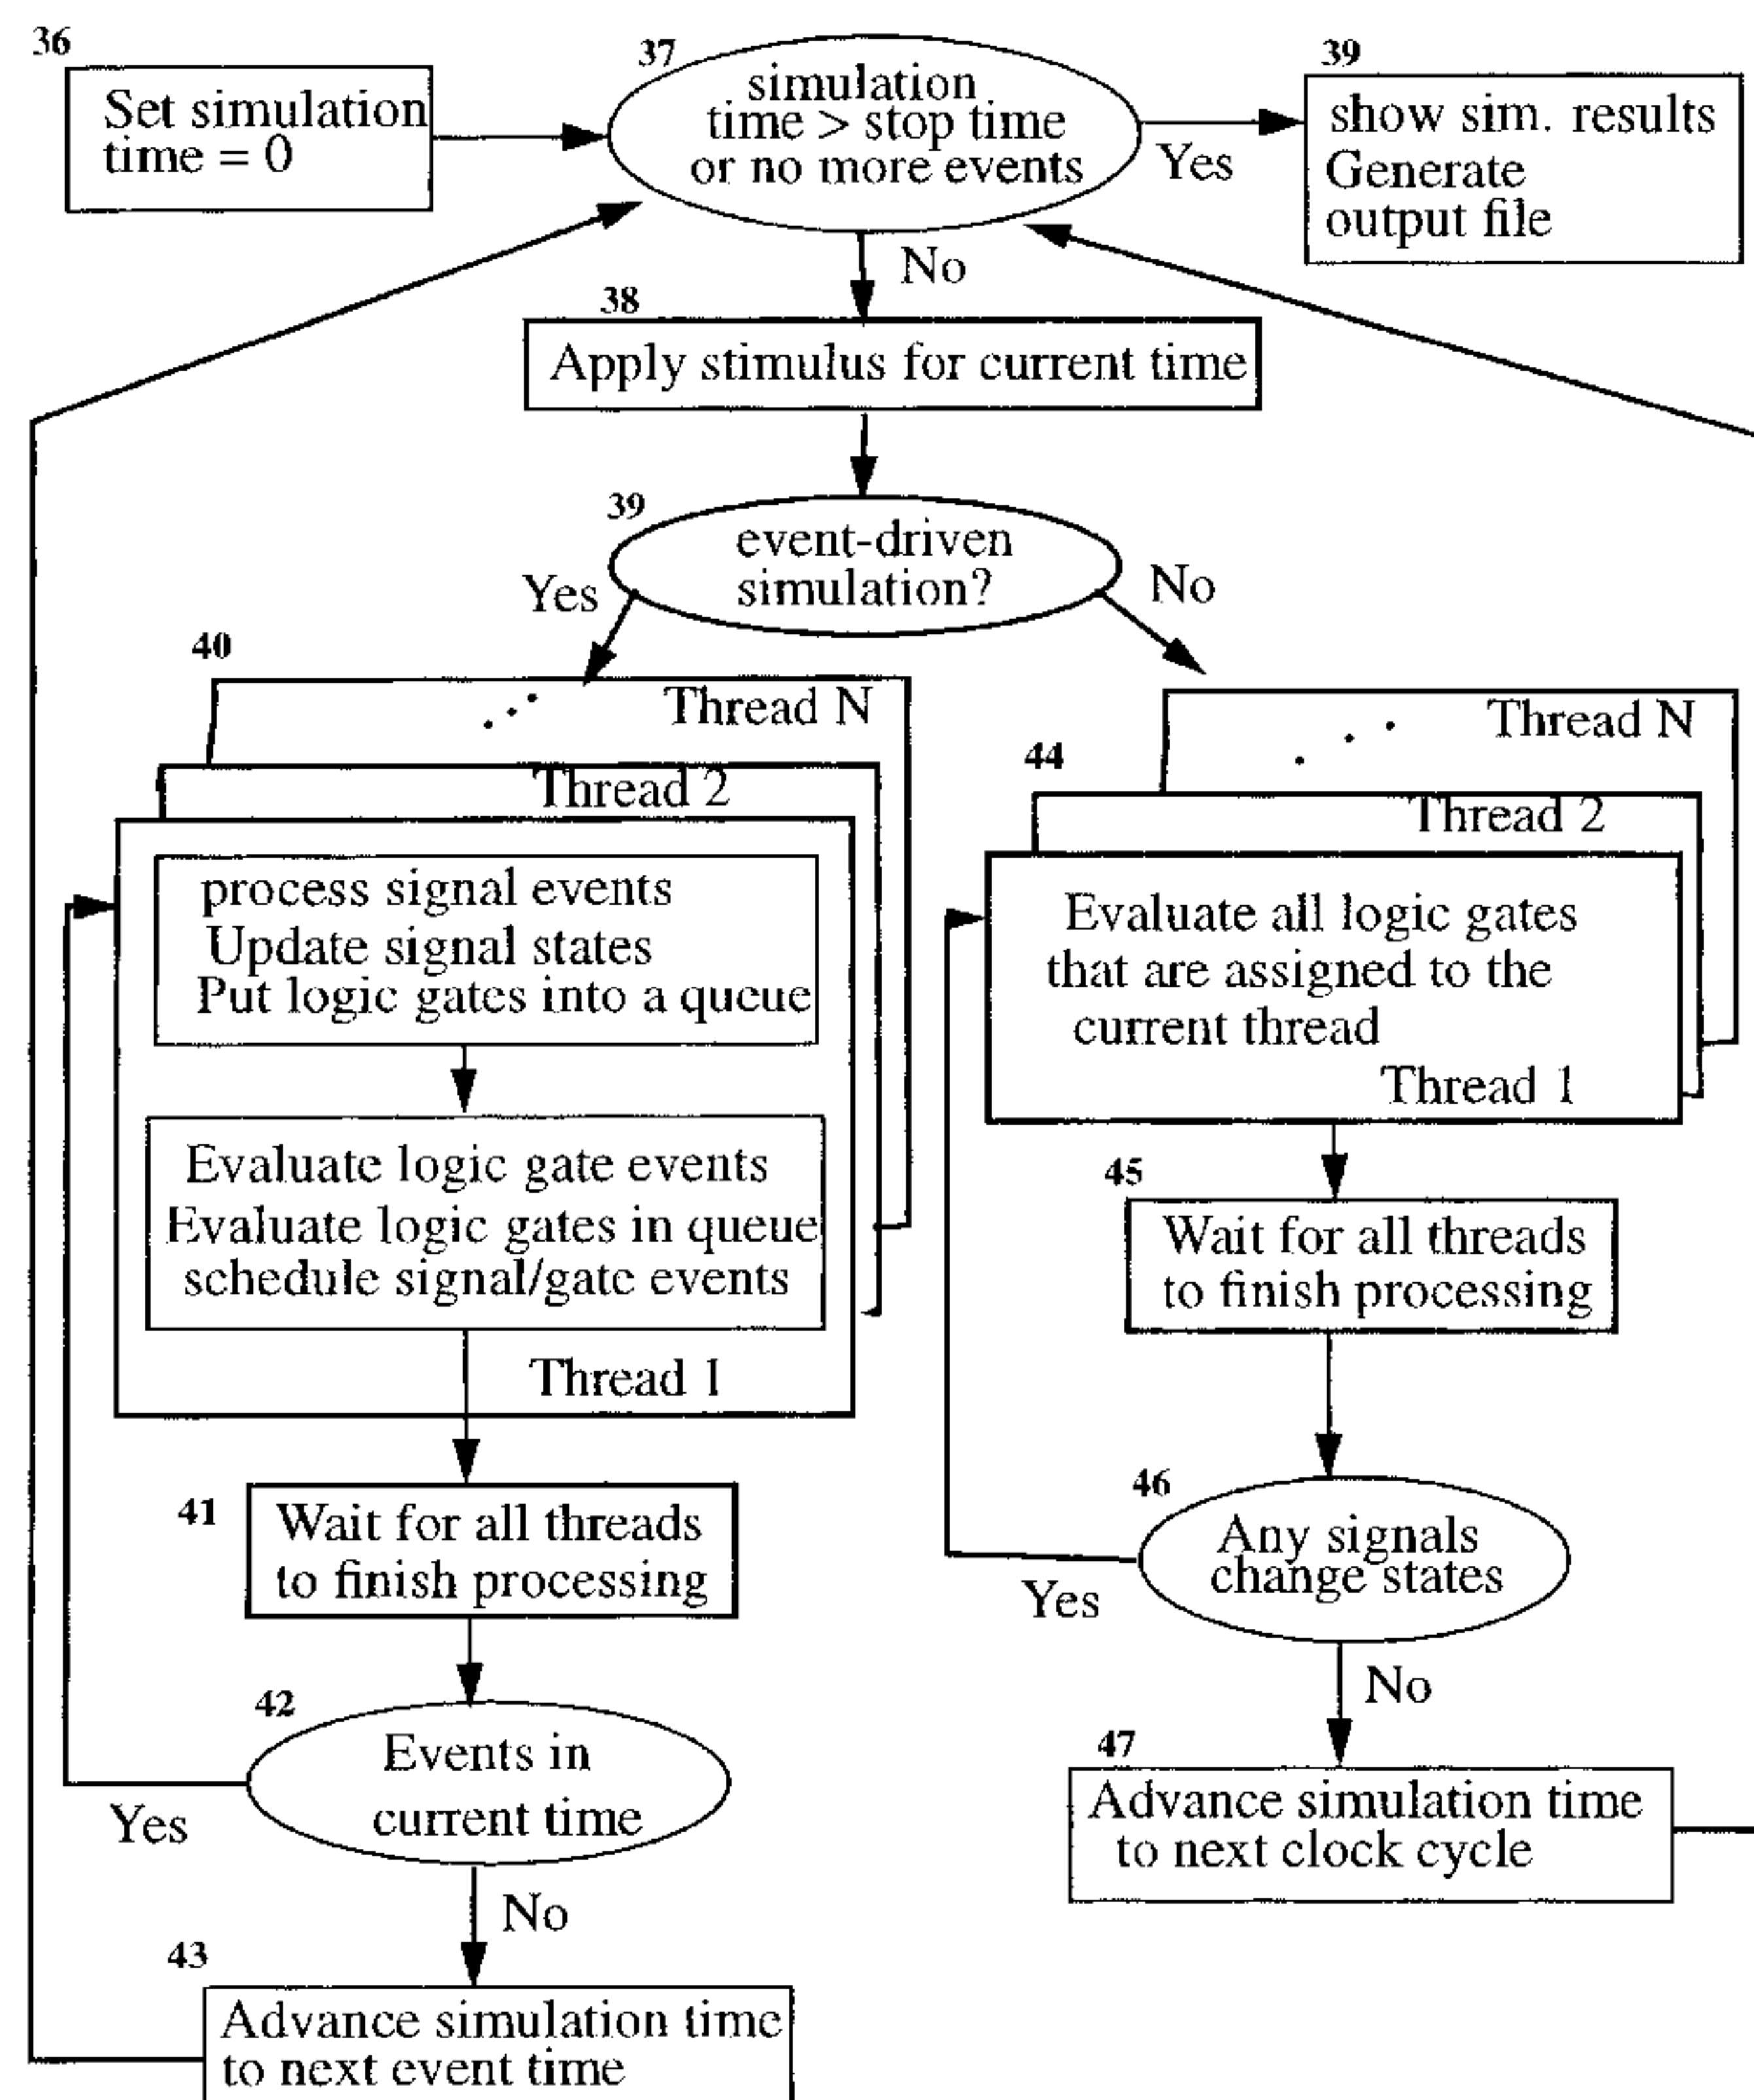 36
Set simulation
time = 0
37
simulation
time > stop time
or no more events
Yes
39
show sim. results
Generate
output file
No
38
Apply stimulus for current time
39
event-driven
simulation?
Yes
No
40
Thread N
Thread 2
process signal events
Update signal states
Put logic gates into a queue
Evaluate logic gate events
Evaluate logic gates in queue
schedule signal/gate events
Thread 1
41
Wait for all threads
to finish processing
42
Events in
current time
Yes
No
43
Advance simulation time
to next event time
44
Thread N
Thread 2
Evaluate all logic gates
that are assigned to the
current thread
Thread 1
45
Wait for all threads
to finish processing
46
Any signals
change states
Yes
No
47
Advance simulation time
to next clock cycle